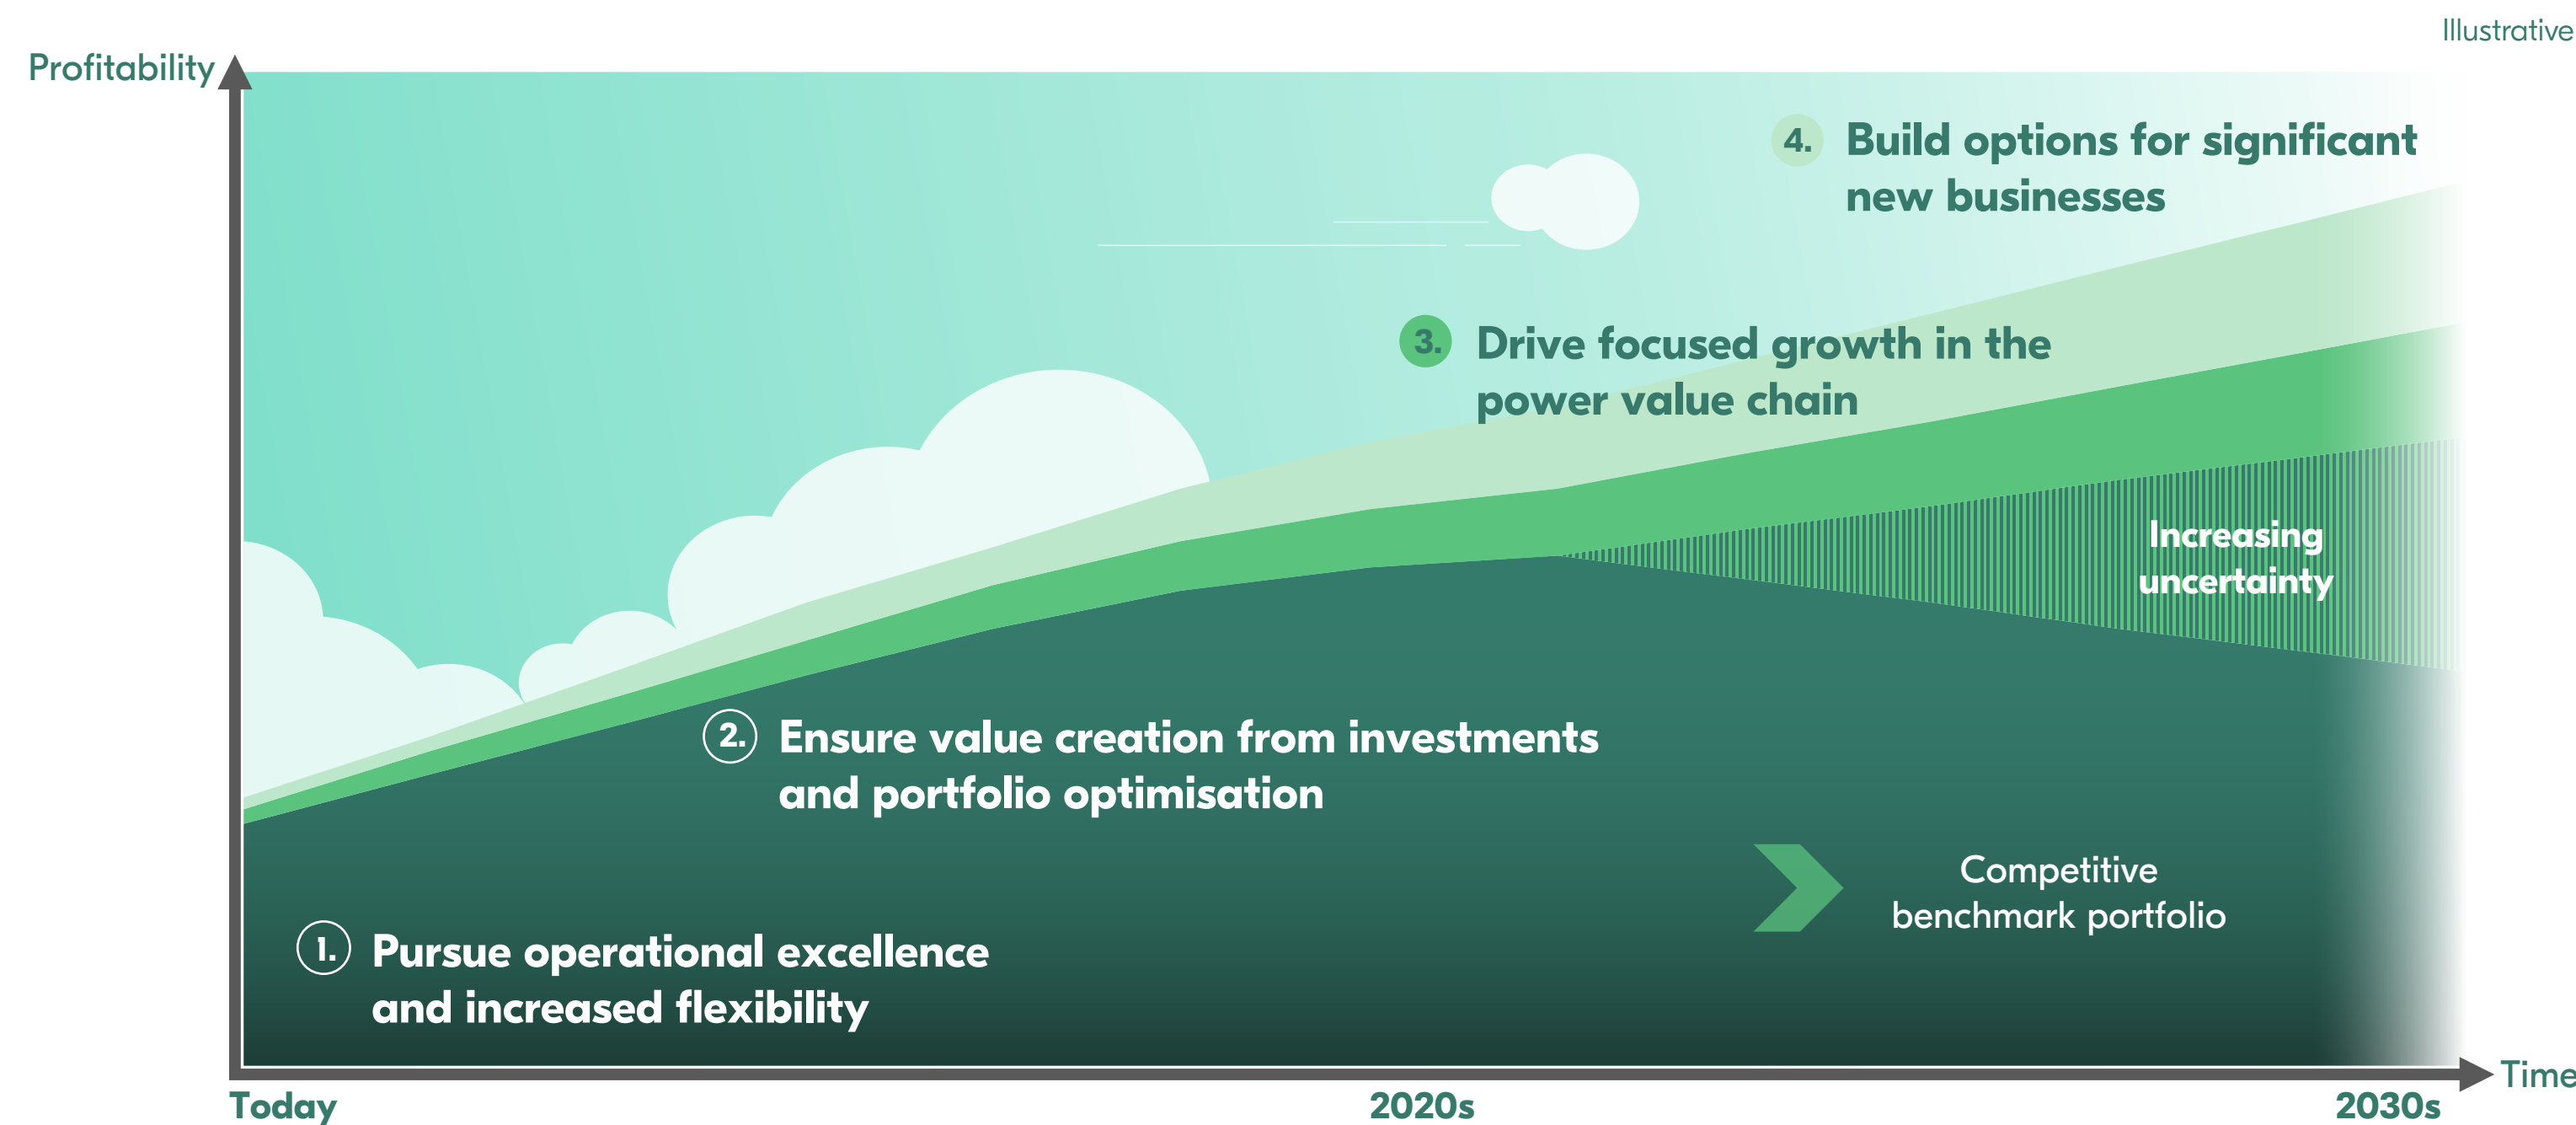 Illustrative
Profitability
4. Build options for significant
new businesses
3. Drive focused growth in the
power value chain
Increasing
uncertainty
2. Ensure value creation from investments
and portfolio optimisation
Competitive
benchmark portfolio
1. Pursue operational excellence
and increased flexibility
Time
Today
2020s
2030s